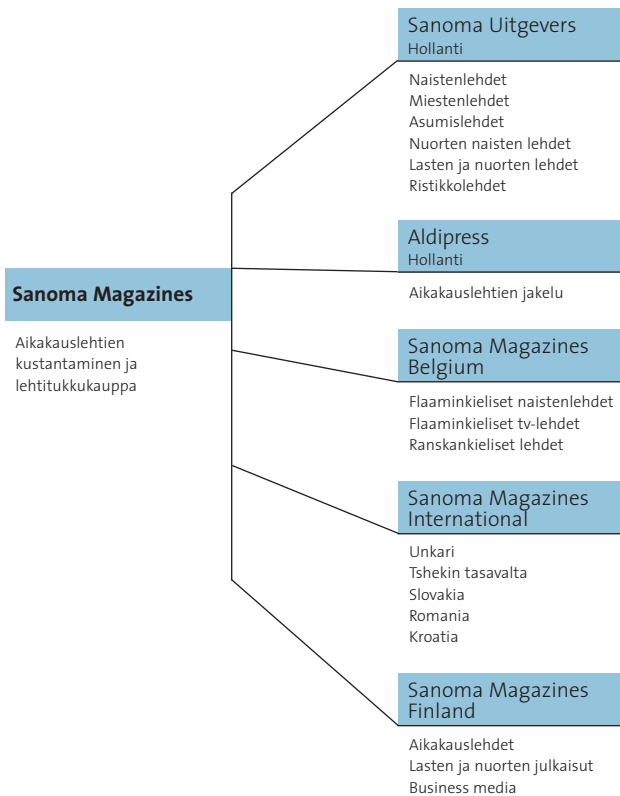 Sanoma Magazines
Aikakauslehtien
kustantaminen ja
lehtitukkukauppa
Sanoma Uitgevers
Hollanti
Naistenlehdet
Miestenlehdet
Asumislehdet
Nuorten naisten lehdet
Lasten ja nuorten lehdet
Ristikkolehdet
Aldipress
Hollanti
Aikakauslehtien jakelu
Sanoma Magazines
Belgium
Flaaminkieliset naistenlehdet
Flaaminkieliset tv-lehdet
Ranskankieliset lehdet
Sanoma Magazines
International
Unkari
Tshekin tasavalta
Slovakia
Romania
Kroatia
Sanoma Magazines
Finland
Aikakauslehdet
Lasten ja nuorten julkaisut
Business media